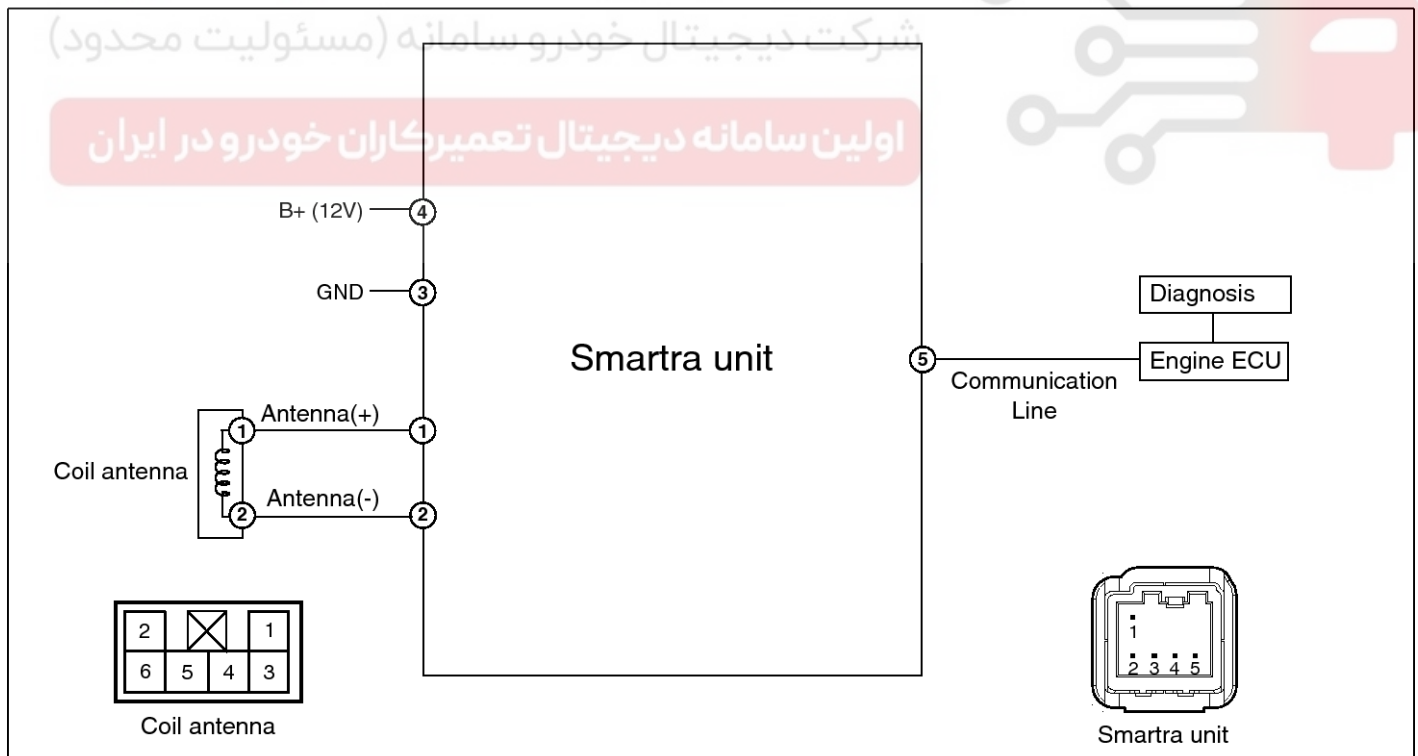 شرکت دیجیتال خودرو سامانه (مسئولیت محدود)
اولین سامانه دیجیتال تعمیرکاران خودرو در ایران
B+ (12V)
4
GND
3
Smartra unit
5
Communication
Line
Diagnosis
Engine ECU
Coil antenna
1
Antenna(+)
1
2
Antenna(-)
2
2 1
6 5 4 3
Coil antenna
1
2 3 4 5
Smartra unit